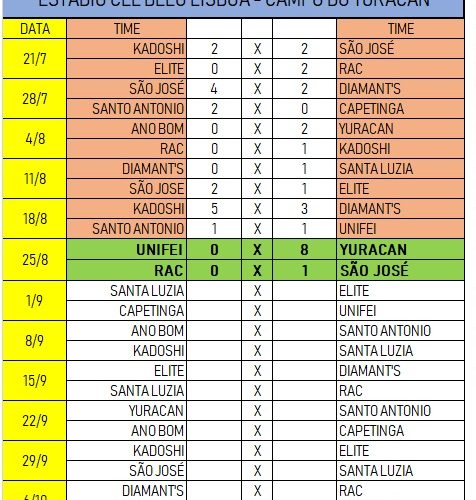 ESTÁDIO CEL BELO LISBOA - CAMPO DO YURACAN
DATA TIME TIME
21/7 KADOSHI 2 X 2 SÃO JOSÉ
ELITE 0 X 2 RAC
28/7 SÃO JOSÉ 4 X 2 DIAMANT'S
SANTO ANTONIO 2 X 0 CAPETINGA
4/8 ANO BOM 0 X 2 YURACAN
RAC 0 X 1 KADOSHI
11/8 DIAMANT'S 0 X 1 SANTA LUZIA
SÃO JOSE 2 X 1 ELITE
18/8 KADOSHI 5 X 3 DIAMANT'S
SANTO ANTONIO 1 X 1 UNIFEI
25/8 UNIFEI 0 X 8 YURACAN
RAC 0 X 1 SÃO JOSÉ
1/9 SANTA LUZIA X ELITE
CAPETINGA X UNIFEI
8/9 ANO BOM X SANTO ANTONIO
KADOSHI X SANTA LUZIA
15/9 ELITE X DIAMANT'S
SANTA LUZIA X RAC
22/9 YURACAN X SANTO ANTONIO
ANO BOM X CAPETINGA
29/9 KADOSHI X ELITE
SÃO JOSÉ X SANTA LUZIA
6/10 DIAMANT'S X RAC